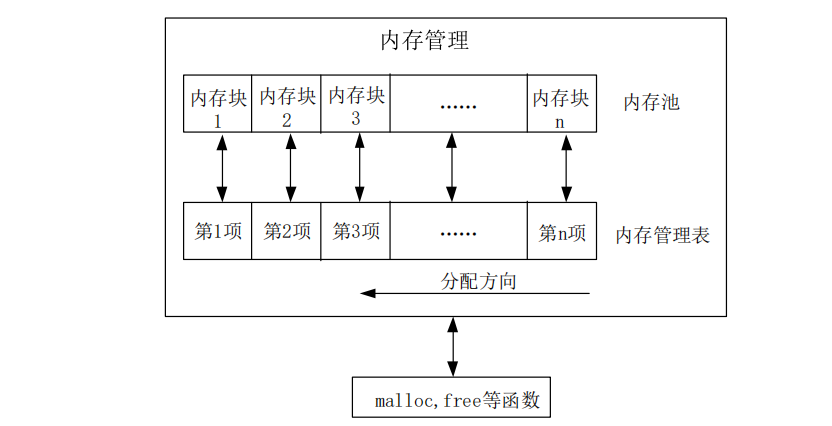 内存管理
内存块1
内存块2
内存块3
······
内存块n
内存池
第1项
第2项
第3项
······
第n项
内存管理表
分配方向
malloc,free等函数